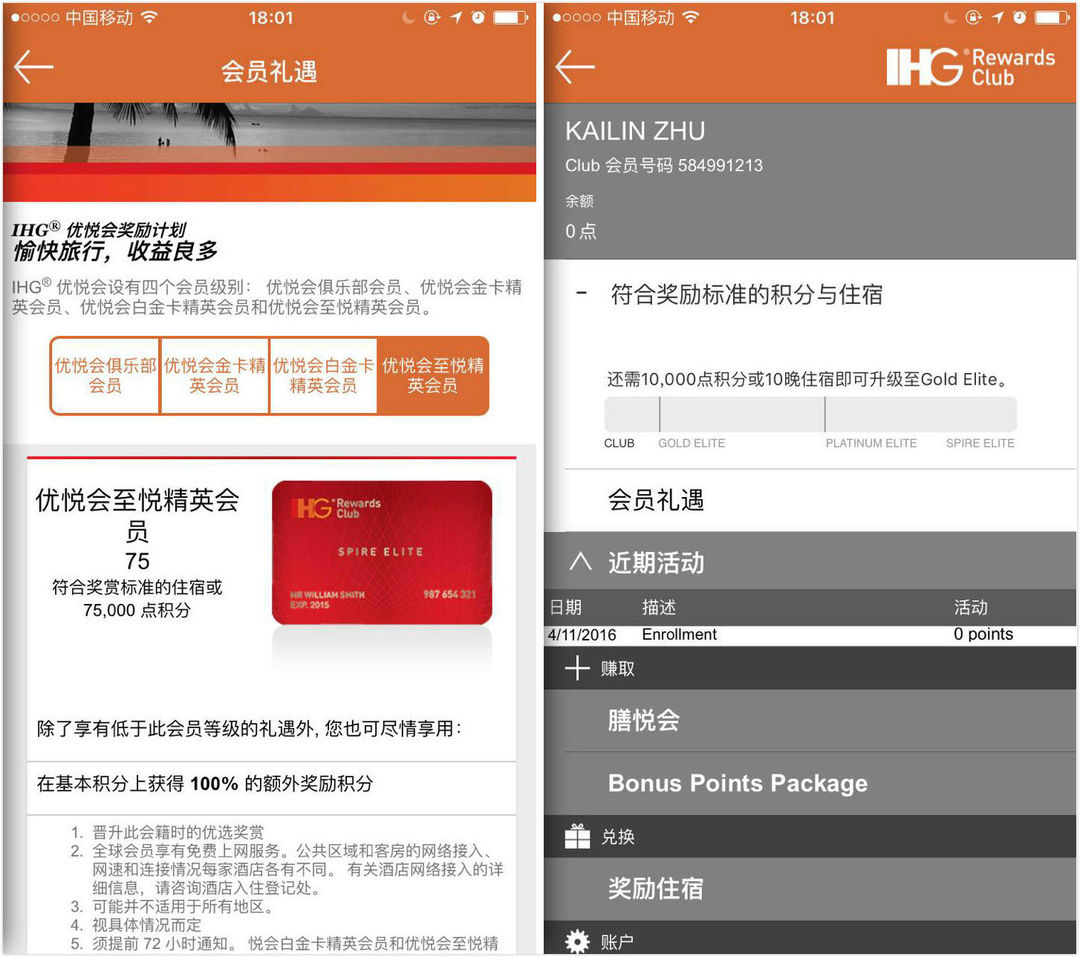 中国移动
18:01
会员礼遇
IHG® 优悦会奖励计划
愉快旅行，收益良多
IHG® 优悦会设有四个会员级别： 优悦会俱乐部会员、优悦会金卡精
英会员、优悦会白金卡精英会员和优悦会至悦精英会员。
优悦会俱乐部
会员
优悦会金卡精
英会员
优悦会白金卡
精英会员
优悦会至悦精
英会员
优悦会至悦精英会
员
75
符合奖赏标准的住宿或
75,000 点积分
IHG® Rewards
Club
SPIRE ELITE
MR WILLIAM SMITH
987 654 321
EXP. 2015
除了享有低于此会员等级的礼遇外, 您也可尽情享用：
在基本积分上获得 100% 的额外奖励积分
1. 晋升此会籍时的优选奖赏
2. 全球会员享有免费上网服务。公共区域和客房的网络接入、
网速和连接情况每家酒店各有不同。 有关酒店网络接入的详
细信息，请咨询酒店入住登记处。
3. 可能并不适用于所有地区。
4. 视具体情况而定
5. 须提前 72 小时通知。 悦会白金卡精英会员和优悦会至悦精
中国移动
18:01
IHG® Rewards
Club
KAILIN ZHU
Club 会员号码 584991213
余额
0 点
- 符合奖励标准的积分与住宿
还需10,000点积分或10晚住宿即可升级至Gold Elite。
CLUB
GOLD ELITE
PLATINUM ELITE
SPIRE ELITE
会员礼遇
近期活动
日期
描述
活动
4/11/2016
Enrollment
0 points
赚取
膳悦会
Bonus Points Package
兑换
奖励住宿
账户